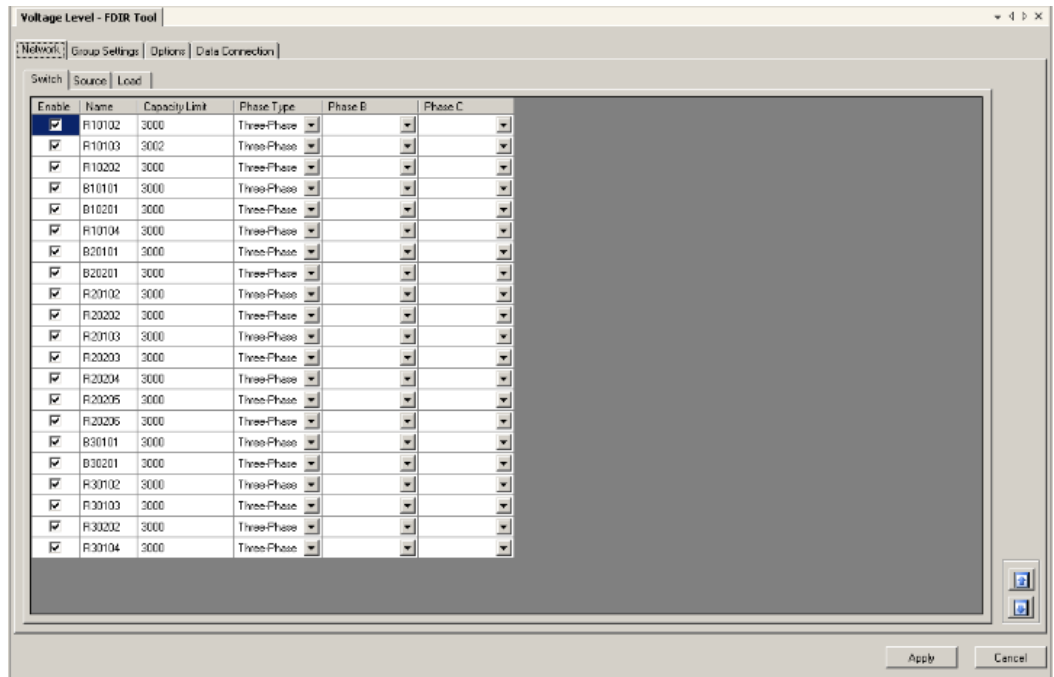 Voltage Level - FDIR Tool
Network Group Settings Options Data Connection
Switch Source Load
Enable Name Capacity Limit Phase Type Phase B Phase C
R10102 3000 Three-Phase
R10103 3002 Three-Phase
R10202 3000 Three-Phase
B10101 3000 Three-Phase
B10201 3000 Three-Phase
R10104 3000 Three-Phase
B20101 3000 Three-Phase
B20201 3000 Three-Phase
R20102 3000 Three-Phase
R20202 3000 Three-Phase
R20103 3000 Three-Phase
R20203 3000 Three-Phase
R20204 3000 Three-Phase
R20205 3000 Three-Phase
R20206 3000 Three-Phase
B30101 3000 Three-Phase
B30201 3000 Three-Phase
R30102 3000 Three-Phase
R30103 3000 Three-Phase
R30202 3000 Three-Phase
R30104 3000 Three-Phase
Apply Cancel